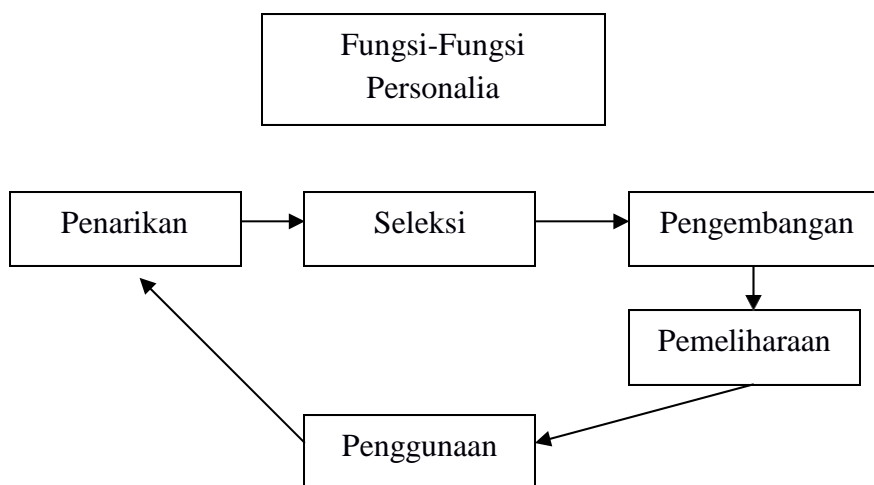 Fungsi-Fungsi
Personalia
Penarikan
Seleksi
Pengembangan
Pemeliharaan
Penggunaan